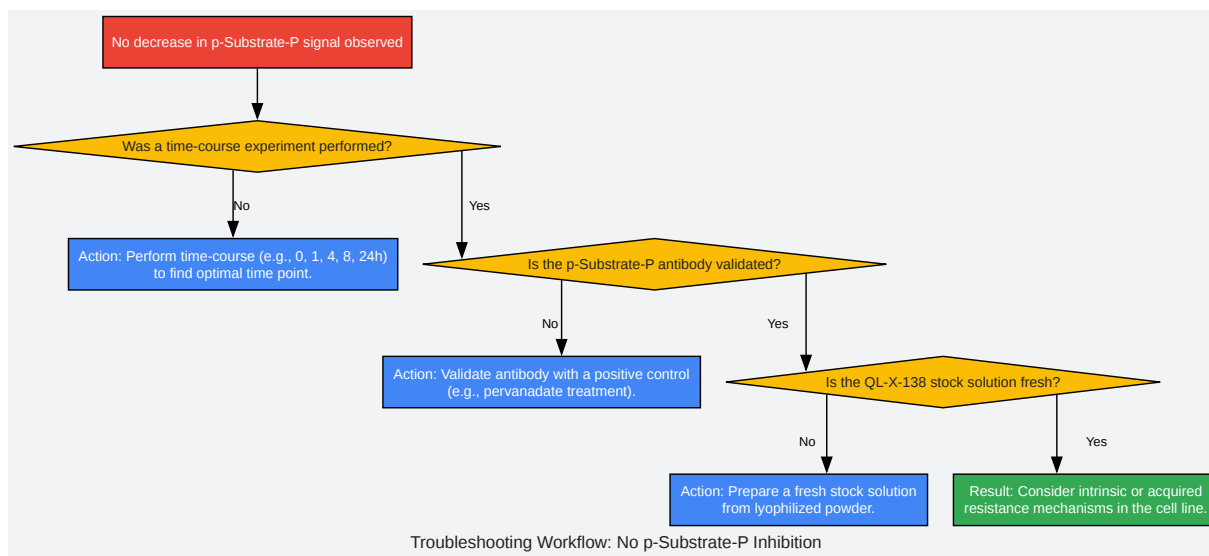 No decrease in p-Substrate-P signal observed
Was a time-course experiment performed?
No
Yes
Action: Perform time-course (e.g., 0, 1, 4, 8, 24h)
to find optimal time point.
Is the p-Substrate-P antibody validated?
No
Yes
Action: Validate antibody with a positive control
(e.g., pervanadate treatment).
Is the QL-X-138 stock solution fresh?
No
Yes
Action: Prepare a fresh stock solution
from lyophilized powder.
Result: Consider intrinsic or acquired
resistance mechanisms in the cell line.
Troubleshooting Workflow: No p-Substrate-P Inhibition